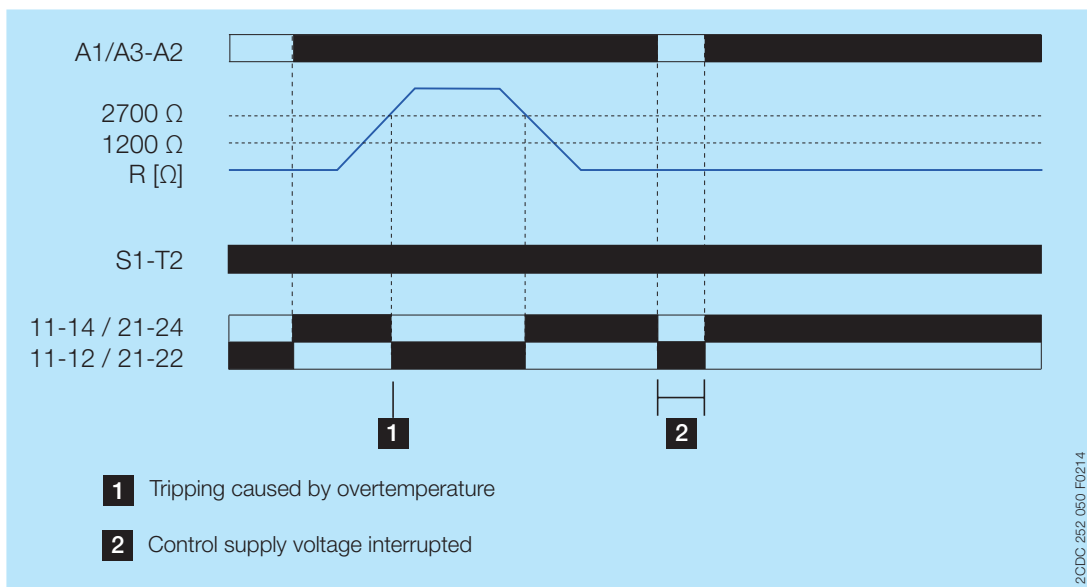 A1/A3-A2
2700 Ω
1200 Ω
R [Ω]
S1-T2
11-14 / 21-24
11-12 / 21-22
1
2
1 Tripping caused by overtemperature
2 Control supply voltage interrupted
2CDC 252 050 F0214